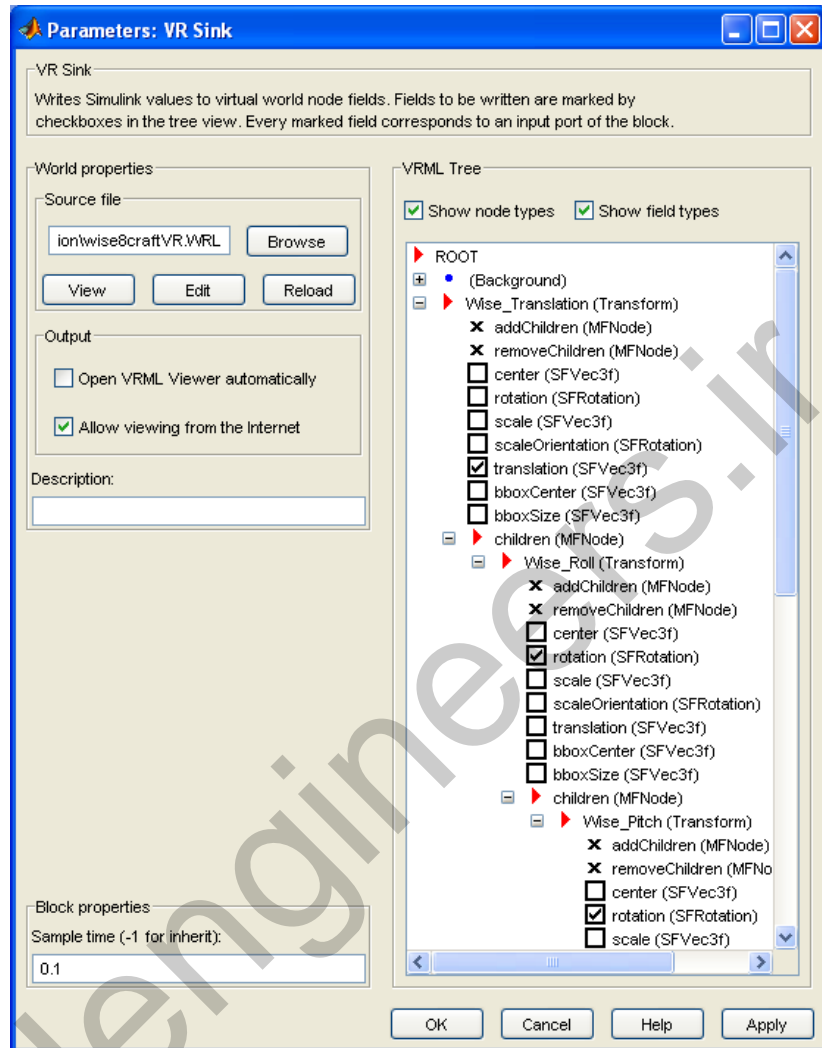 Parameters: VR Sink
VR Sink
Writes Simulink values to virtual world node fields. Fields to be written are marked by
checkboxes in the tree view. Every marked field corresponds to an input port of the block.
World properties
Source file
ion\wise8craftVR.WRL
Browse
View
Edit
Reload
Output
Open VRML Viewer automatically
Allow viewing from the Internet
Description:
Block properties
Sample time (-1 for inherit):
0.1
VRML Tree
Show node types
Show field types
ROOT
(Background)
Wise_Translation (Transform)
addChildren (MFNode)
removeChildren (MFNode)
center (SFVec3f)
rotation (SFRotation)
scale (SFVec3f)
scaleOrientation (SFRotation)
translation (SFVec3f)
bboxCenter (SFVec3f)
bboxSize (SFVec3f)
children (MFNode)
Wise_Roll (Transform)
addChildren (MFNode)
removeChildren (MFNode)
center (SFVec3f)
rotation (SFRotation)
scale (SFVec3f)
scaleOrientation (SFRotation)
translation (SFVec3f)
bboxCenter (SFVec3f)
bboxSize (SFVec3f)
children (MFNode)
Wise_Pitch (Transform)
addChildren (MFNode)
removeChildren (MFNo
center (SFVec3f)
rotation (SFRotation)
scale (SFVec3f)
OK
Cancel
Help
Apply
lengineers.ir